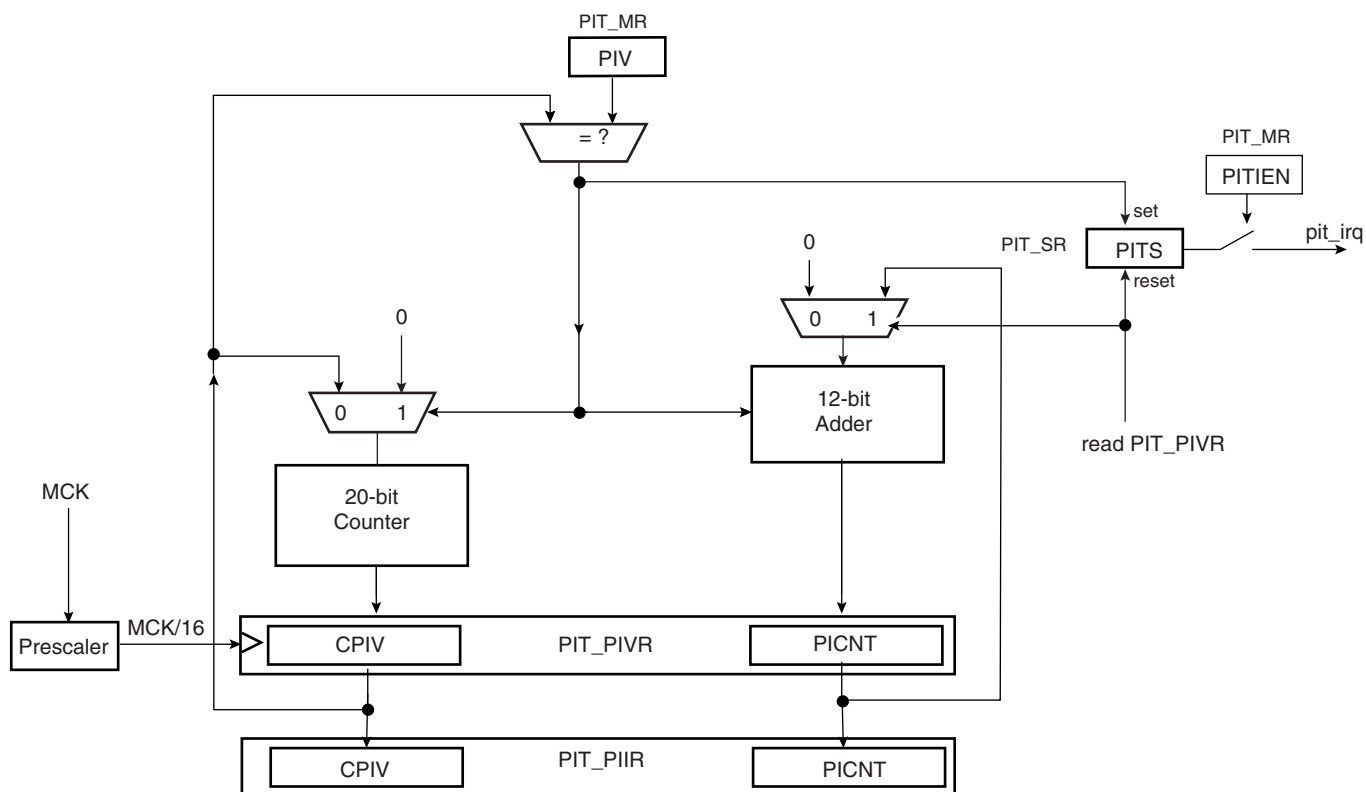 PIT_MR
PIV
= ?
PIT_MR
PITIEN
set
PIT_SR
PITS
pit_irq
reset
0
0 1
0
0 1
12-bit
Adder
read PIT_PIVR
MCK
20-bit
Counter
Prescaler
MCK/16
CPIV
PIT_PIVR
PICNT
CPIV
PIT_PIIR
PICNT